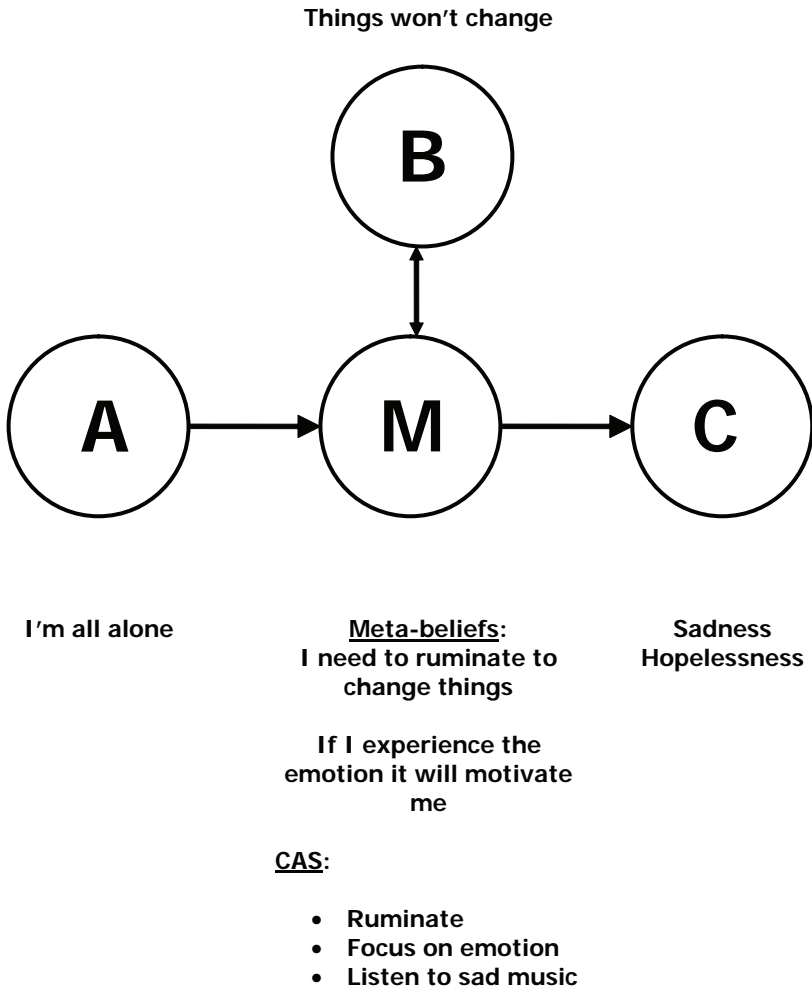 Things won't change
B
A
M
C
I'm all alone
Meta-beliefs:
I need to ruminate to
change things
If I experience the
emotion it will motivate
me
CAS:
• Ruminate
• Focus on emotion
• Listen to sad music
Sadness
Hopelessness